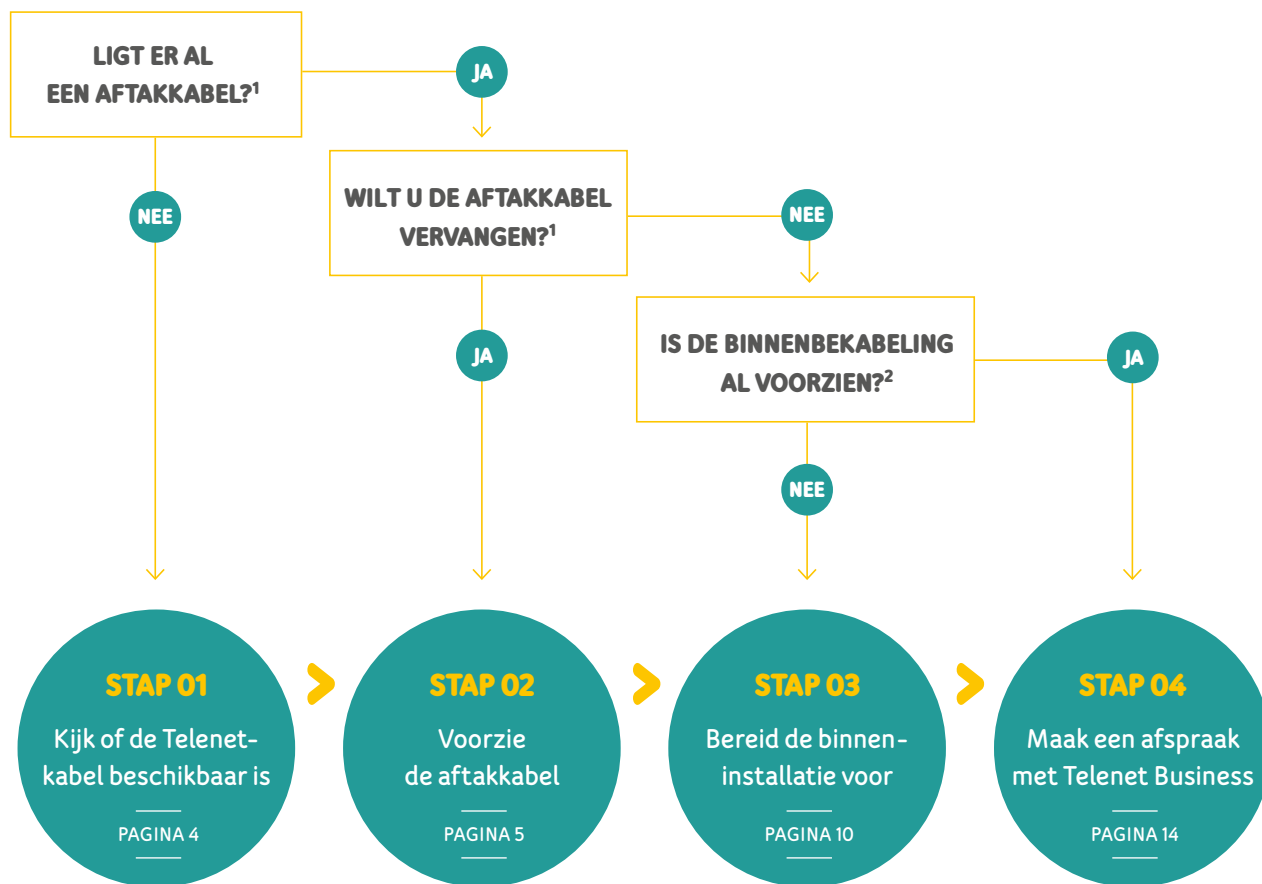 LIGT ER AL
EEN AFTAKKABEL?¹
JA
NEE
WILT U DE AFTAKKABEL
VERVANGEN?¹
NEE
JA
IS DE BINNENBEKABELING
AL VOORZIEN?²
JA
NEE
STAP 01
Kijk of de Telenet-
kabel beschikbaar is
PAGINA 4
STAP 02
Voorzie
de aftakkabel
PAGINA 5
STAP 03
Bereid de binnen-
installatie voor
PAGINA 10
STAP 04
Maak een afspraak
met Telenet Business
PAGINA 14